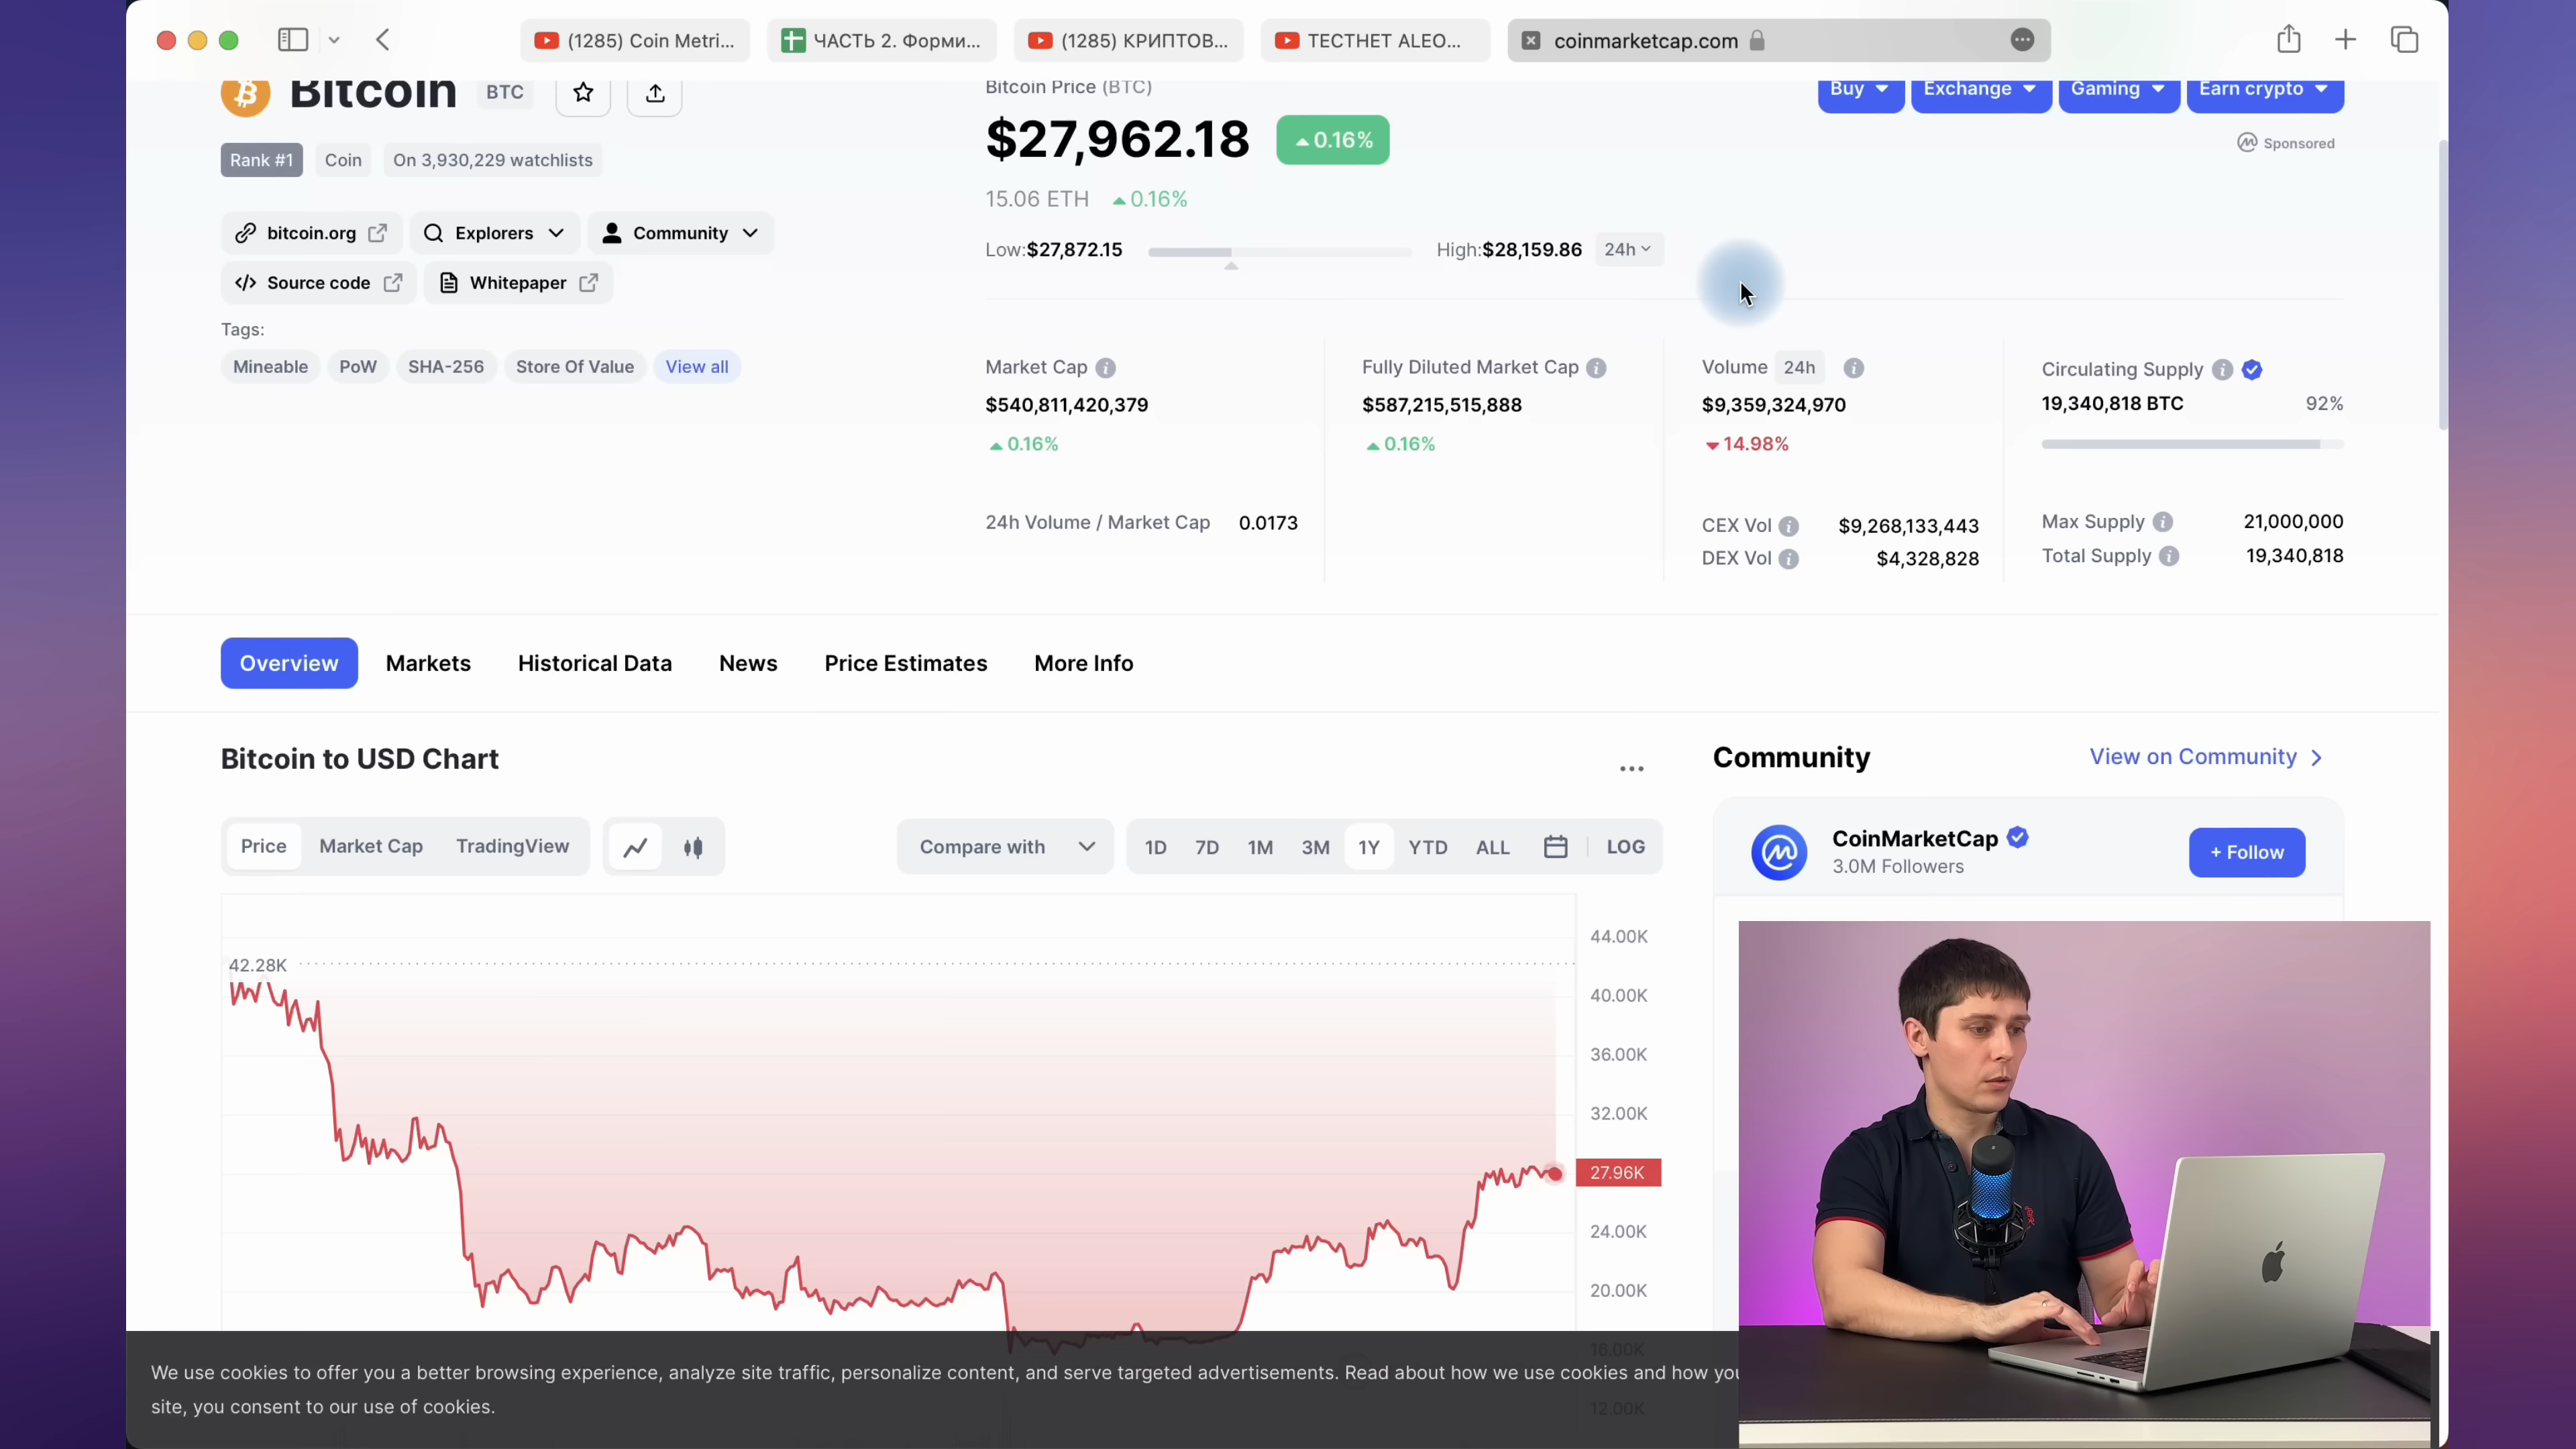 (1285) Coin Metri...
ЧАСТЬ 2. Форми...
(1285) КРИПТОВ...
ТЕСТНЕТ ALEO...
coinmarketcap.com
Bitcoin
BTC
Rank #1
Coin
On 3,930,229 watchlists
bitcoin.org
Explorers
Community
Source code
Whitepaper
Tags:
Mineable
PoW
SHA-256
Store Of Value
View all
Bitcoin Price (BTC)
$27,962.18
0.16%
15.06 ETH
0.16%
Low:$27,872.15
High:$28,159.86
24h
Buy
Exchange
Gaming
Earn crypto
Sponsored
Market Cap
$540,811,420,379
0.16%
24h Volume / Market Cap 0.0173
Fully Diluted Market Cap
$587,215,515,888
0.16%
Volume 24h
$9,359,324,970
14.98%
CEX Vol $9,268,133,443
DEX Vol $4,328,828
Circulating Supply
19,340,818 BTC 92%
Max Supply 21,000,000
Total Supply 19,340,818
Overview
Markets
Historical Data
News
Price Estimates
More Info
Bitcoin to USD Chart
Price
Market Cap
TradingView
Compare with
1D
7D
1M
3M
1Y
YTD
ALL
LOG
42.28K
44.00K
40.00K
36.00K
32.00K
27.96K
24.00K
20.00K
16.00K
12.00K
Community
View on Community
CoinMarketCap
3.0M Followers
+ Follow
We use cookies to offer you a better browsing experience, analyze site traffic, personalize content, and serve targeted advertisements. Read about how we use cookies and how you
site, you consent to our use of cookies.